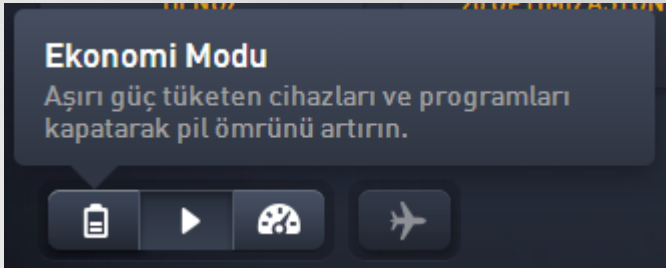 Ekonomi Modu
Aşırı güç tüketen cihazları ve programları
kapatarak pil ömrünü artırın.